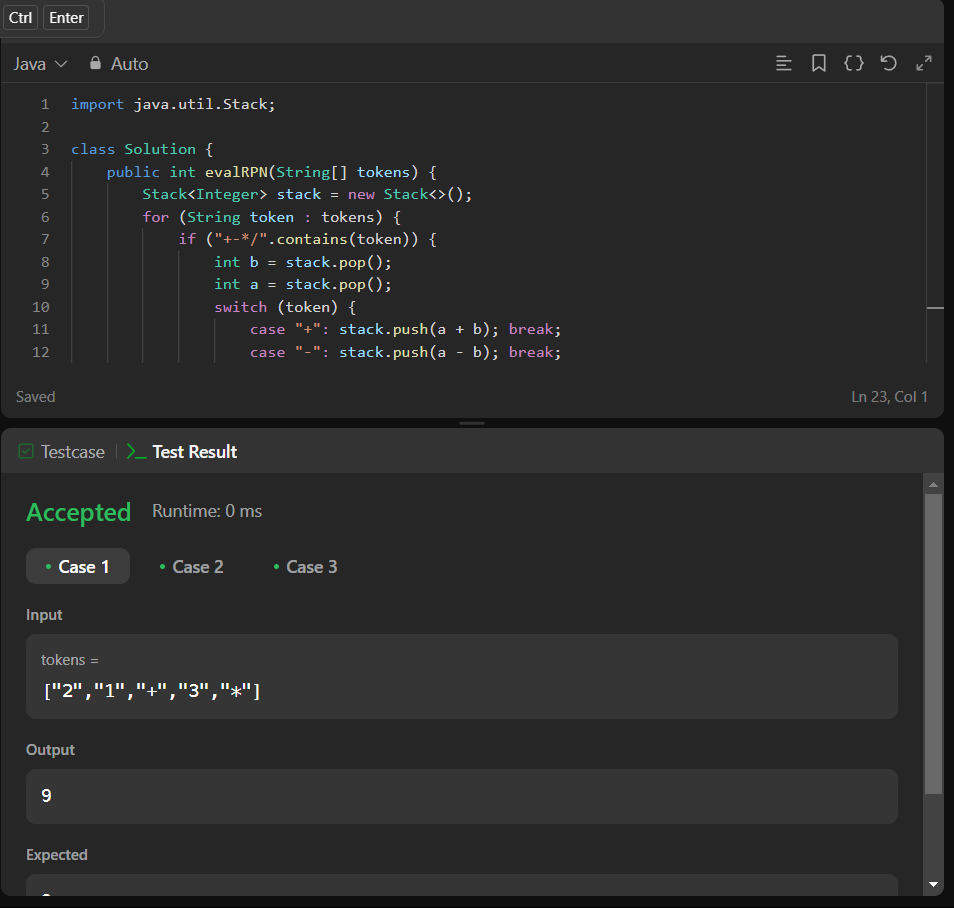 Ctrl Enter
Java Auto
1 import java.util.Stack;
2
3 class Solution {
4 public int evalRPN(String[] tokens) {
5 Stack<Integer> stack = new Stack<>();
6 for (String token : tokens) {
7 if ("+-*/".contains(token)) {
8 int b = stack.pop();
9 int a = stack.pop();
10 switch (token) {
11 case "+": stack.push(a + b); break;
12 case "-": stack.push(a - b); break;
Saved Ln 23, Col 1
Testcase Test Result
Accepted Runtime: 0 ms
Case 1 Case 2 Case 3
Input
tokens =
["2","1","+","3","*"]
Output
9
Expected